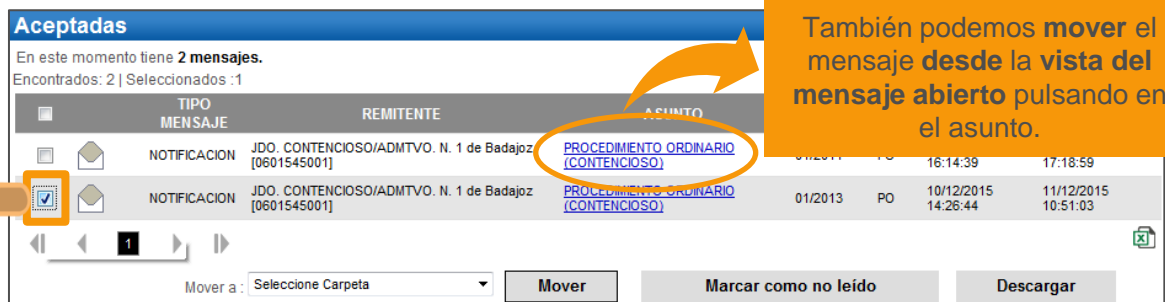 Aceptadas
En este momento tiene 2 mensajes.
Encontrados: 2 | Seleccionados :1
También podemos mover el
mensaje desde la vista del
mensaje abierto pulsando en
el asunto.
TIPO MENSAJE REMITENTE ASUNTO
NOTIFICACION JDO. CONTENCIOSO/ADMTVO. N. 1 de Badajoz [0601545001] PROCEDIMIENTO ORDINARIO (CONTENCIOSO) 16:14:39 17:18:59
NOTIFICACION JDO. CONTENCIOSO/ADMTVO. N. 1 de Badajoz [0601545001] PROCEDIMIENTO ORDINARIO (CONTENCIOSO) 01/2013 PO 10/12/2015 14:26:44 11/12/2015 10:51:03
1
Mover a : Seleccione Carpeta Mover Marcar como no leído Descargar